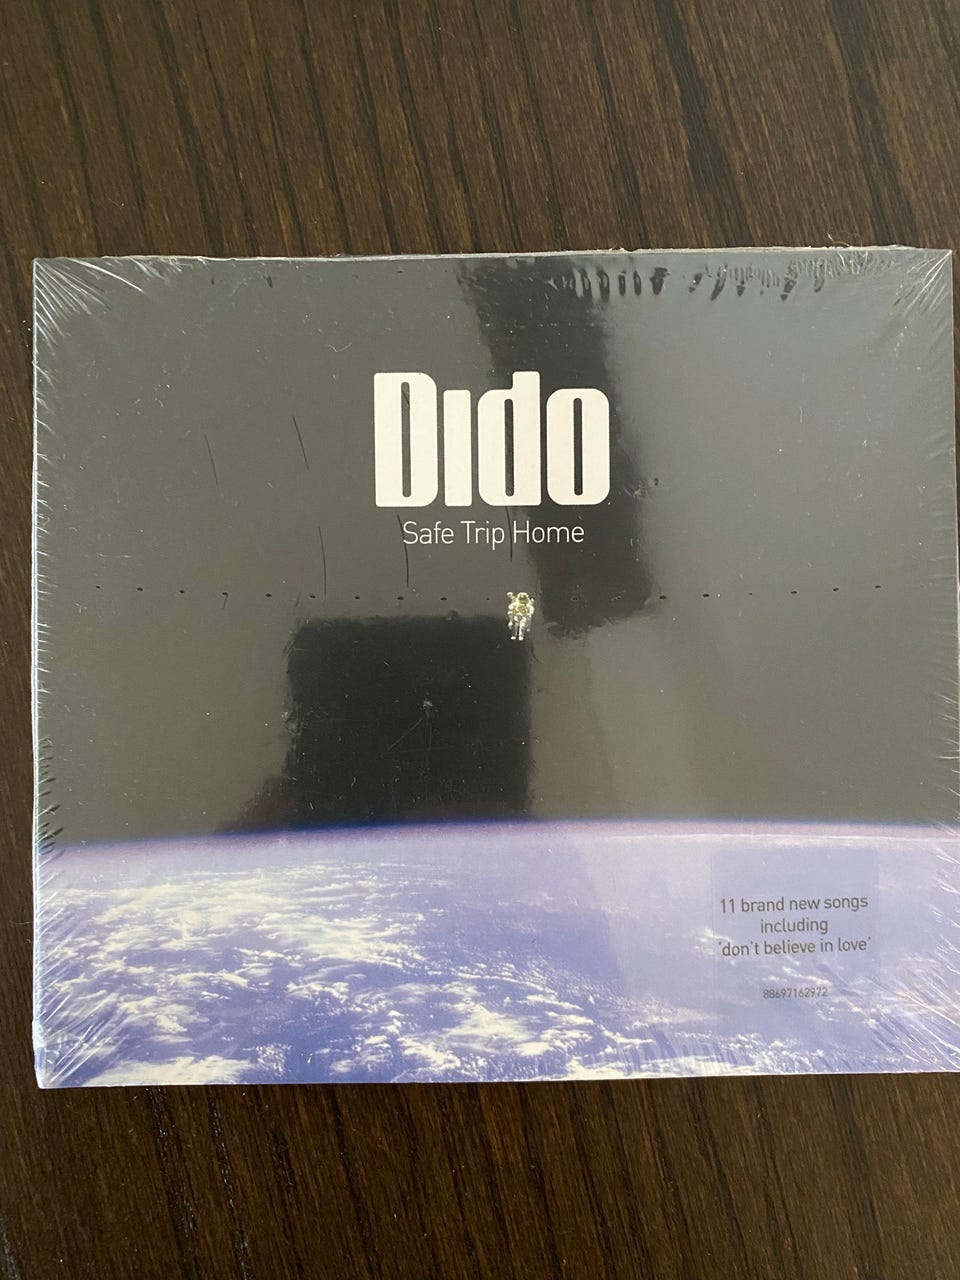 Dido
Safe Trip Home
11 brand new songs
including
'don't believe in love'
88697162972